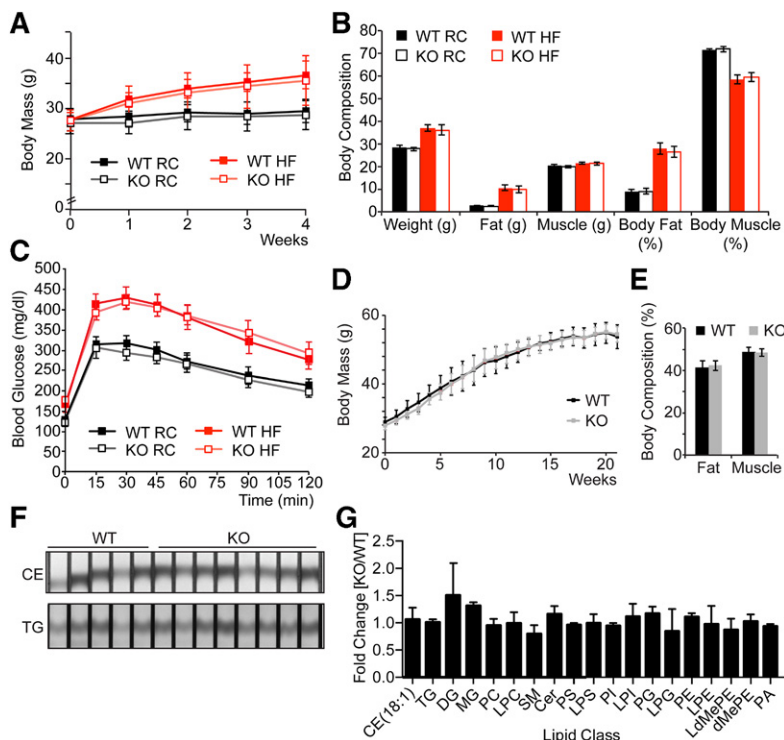 A
Body Mass (g)
40
30
20
10
0
WT RC
WT HF
KO RC
KO HF
0 1 2 3 4
Weeks
B
Body Composition
80
70
60
50
40
30
20
10
0
WT RC
WT HF
KO RC
KO HF
Weight (g) Fat (g) Muscle (g) Body Fat (%) Body Muscle (%)
C
Blood Glucose (mg/dl)
500
450
400
350
300
250
200
150
100
50
0
WT RC
WT HF
KO RC
KO HF
0 15 30 45 60 90 120
Time (min)
D
Body Mass (g)
60
40
20
WT
KO
0 5 10 15 20
Weeks
E
Body Composition (%)
WT KO
60
40
20
0
Fat Muscle
F
WT KO
CE
TG
G
Fold Change [KO/WT]
2.5
2.0
1.5
1.0
0.5
0.0
CE(18:1) TG DG MG PC LPC SM Cer PS LPS PI LPI PG LPG PE LPE LdMePE dMePE PA
Lipid Class